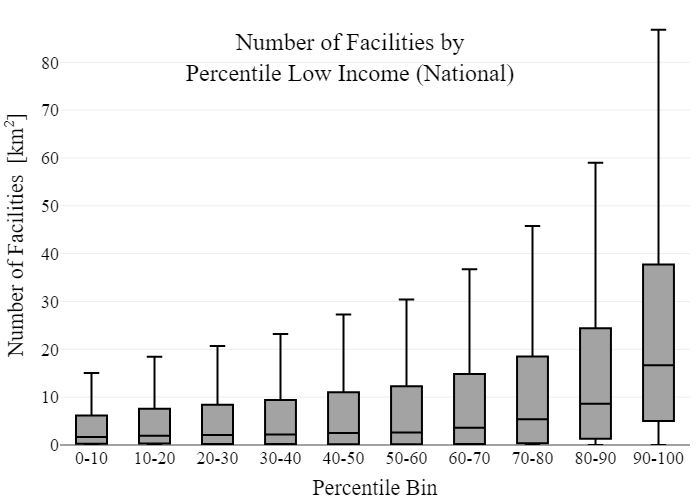 Number of Facilities by
Percentile Low Income (National)
Number of Facilities [km²]
80
70
60
50
40
30
20
10
0
0-10 10-20 20-30 30-40 40-50 50-60 60-70 70-80 80-90 90-100
Percentile Bin